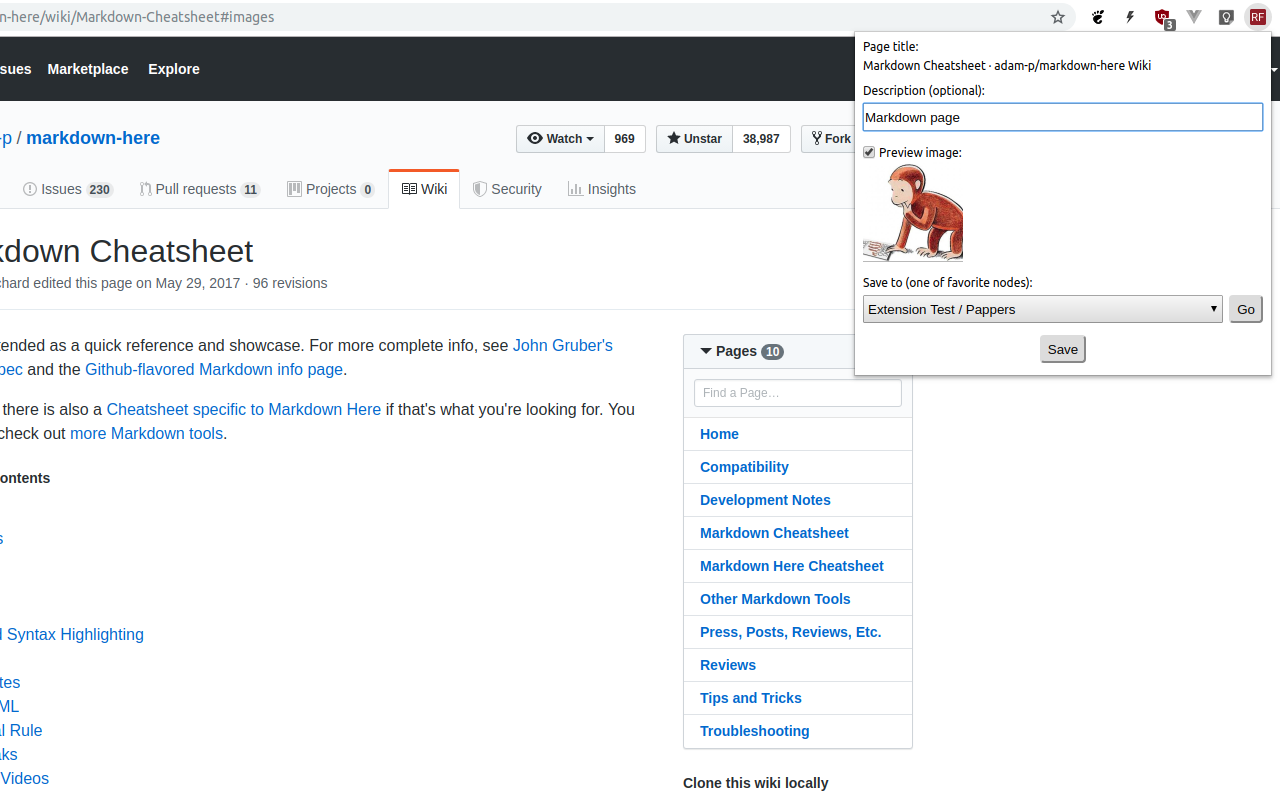 n-here/wiki/Markdown-Cheatsheet#images
3
RF
sues Marketplace Explore
-p / markdown-here
Watch 969 Unstar 38,987 Fork
Issues 230 Pull requests 11 Projects 0 Wiki Security Insights
kdown Cheatsheet
chard edited this page on May 29, 2017 · 96 revisions
tended as a quick reference and showcase. For more complete info, see John Gruber's
pec and the Github-flavored Markdown info page.
there is also a Cheatsheet specific to Markdown Here if that's what you're looking for. You
check out more Markdown tools.
ontents
s
d Syntax Highlighting
tes
ML
al Rule
aks
Videos
Pages 10
Find a Page…
Home
Compatibility
Development Notes
Markdown Cheatsheet
Markdown Here Cheatsheet
Other Markdown Tools
Press, Posts, Reviews, Etc.
Reviews
Tips and Tricks
Troubleshooting
Clone this wiki locally
Page title:
Markdown Cheatsheet · adam-p/markdown-here Wiki
Description (optional):
Markdown page
Preview image:
Save to (one of favorite nodes):
Extension Test / Pappers Go
Save